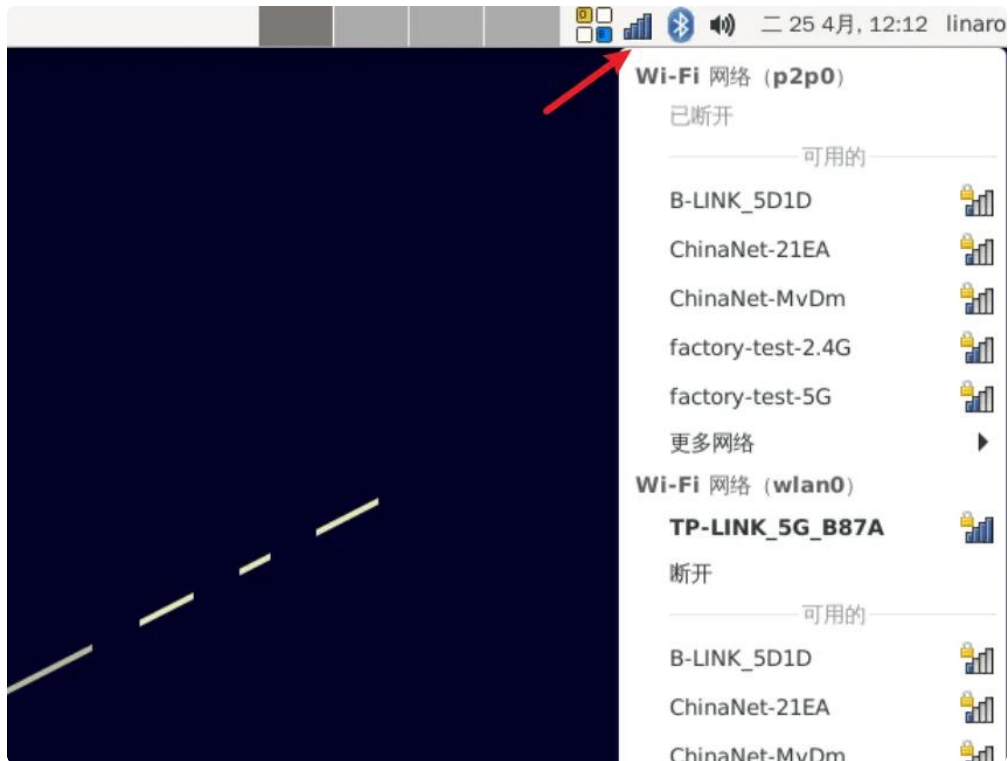 二 25 4月, 12:12 linaro
Wi-Fi 网络（p2p0）
已断开
可用的
B-LINK_5D1D
ChinaNet-21EA
ChinaNet-MvDm
factory-test-2.4G
factory-test-5G
更多网络
Wi-Fi 网络（wlan0）
TP-LINK_5G_B87A
断开
可用的
B-LINK_5D1D
ChinaNet-21EA
ChinaNet-MvDm